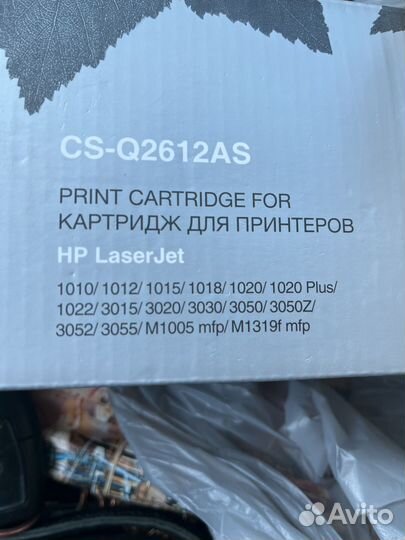 CS-Q2612AS
PRINT CARTRIDGE FOR
КАРТРИДЖ ДЛЯ ПРИНТЕРОВ
HP LaserJet
1010/ 1012/ 1015/ 1018/ 1020/ 1020 Plus/
1022/ 3015/ 3020/ 3030/ 3050/ 3050Z/
3052/ 3055/ M1005 mfp/ M1319f mfp
Avito